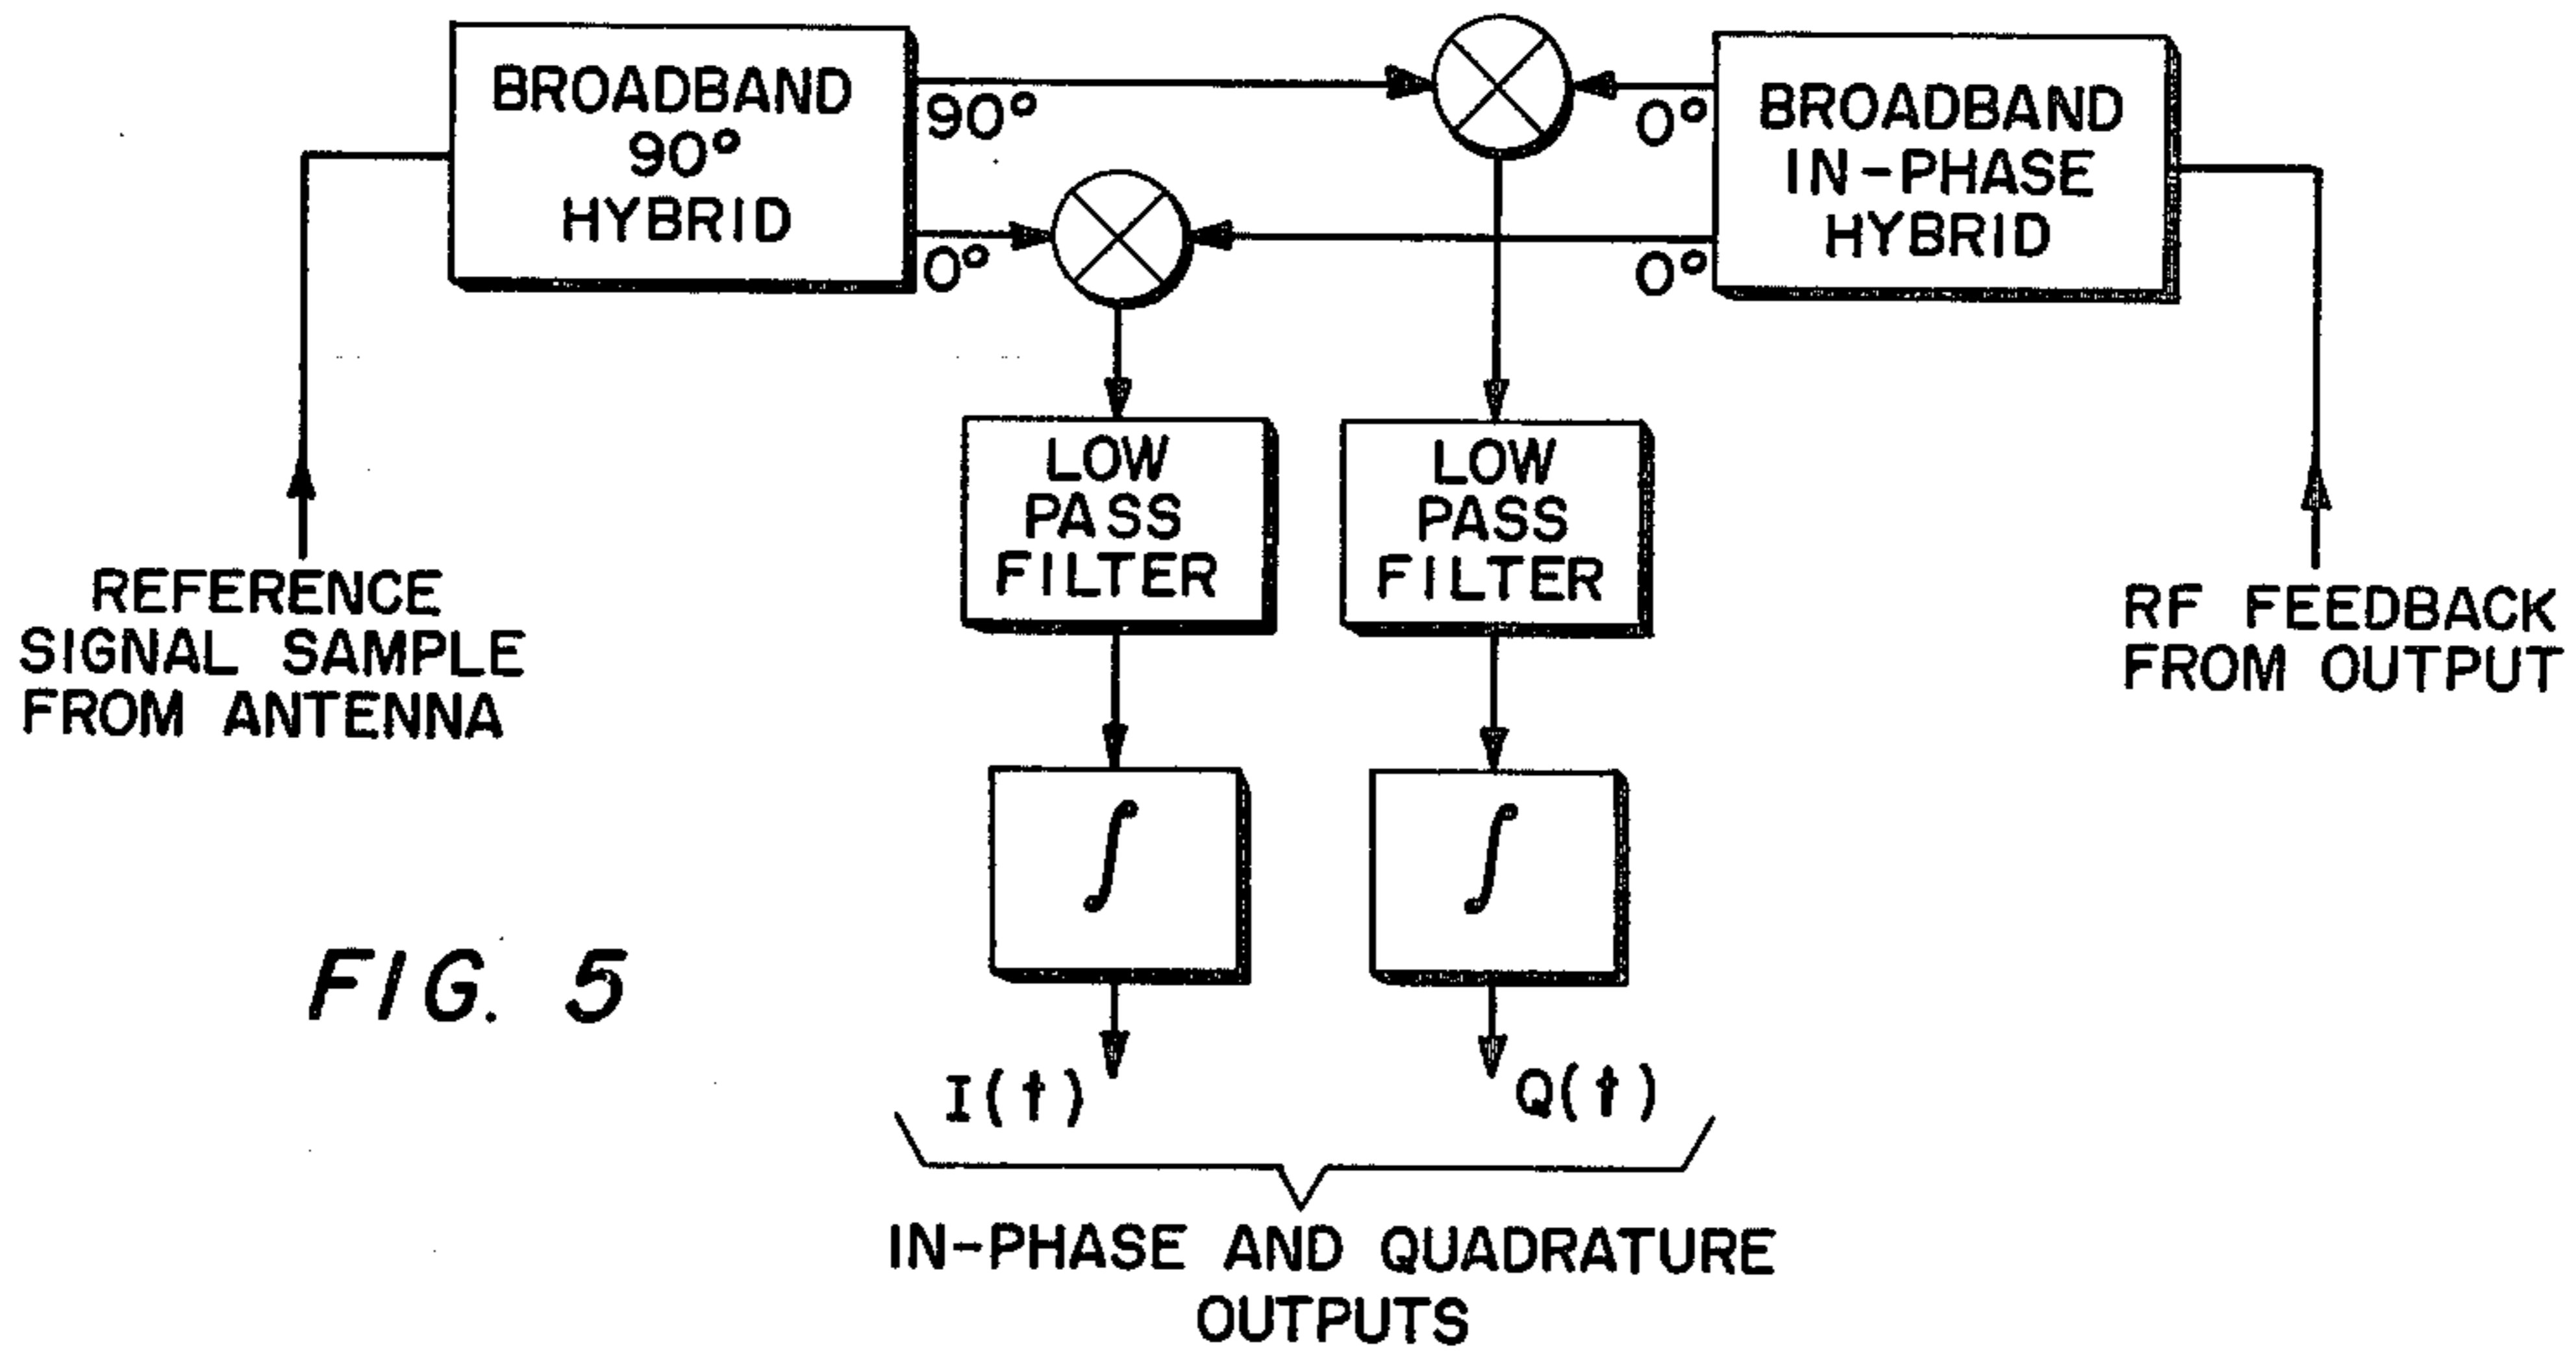 BROADBAND
90°
HYBRID
90°
0°
0°
0°
BROADBAND
IN-PHASE
HYBRID
LOW
PASS
FILTER
LOW
PASS
FILTER
REFERENCE
SIGNAL SAMPLE
FROM ANTENNA
RF FEEDBACK
FROM OUTPUT
∫
∫
FIG. 5
I(t)
Q(t)
IN-PHASE AND QUADRATURE
OUTPUTS